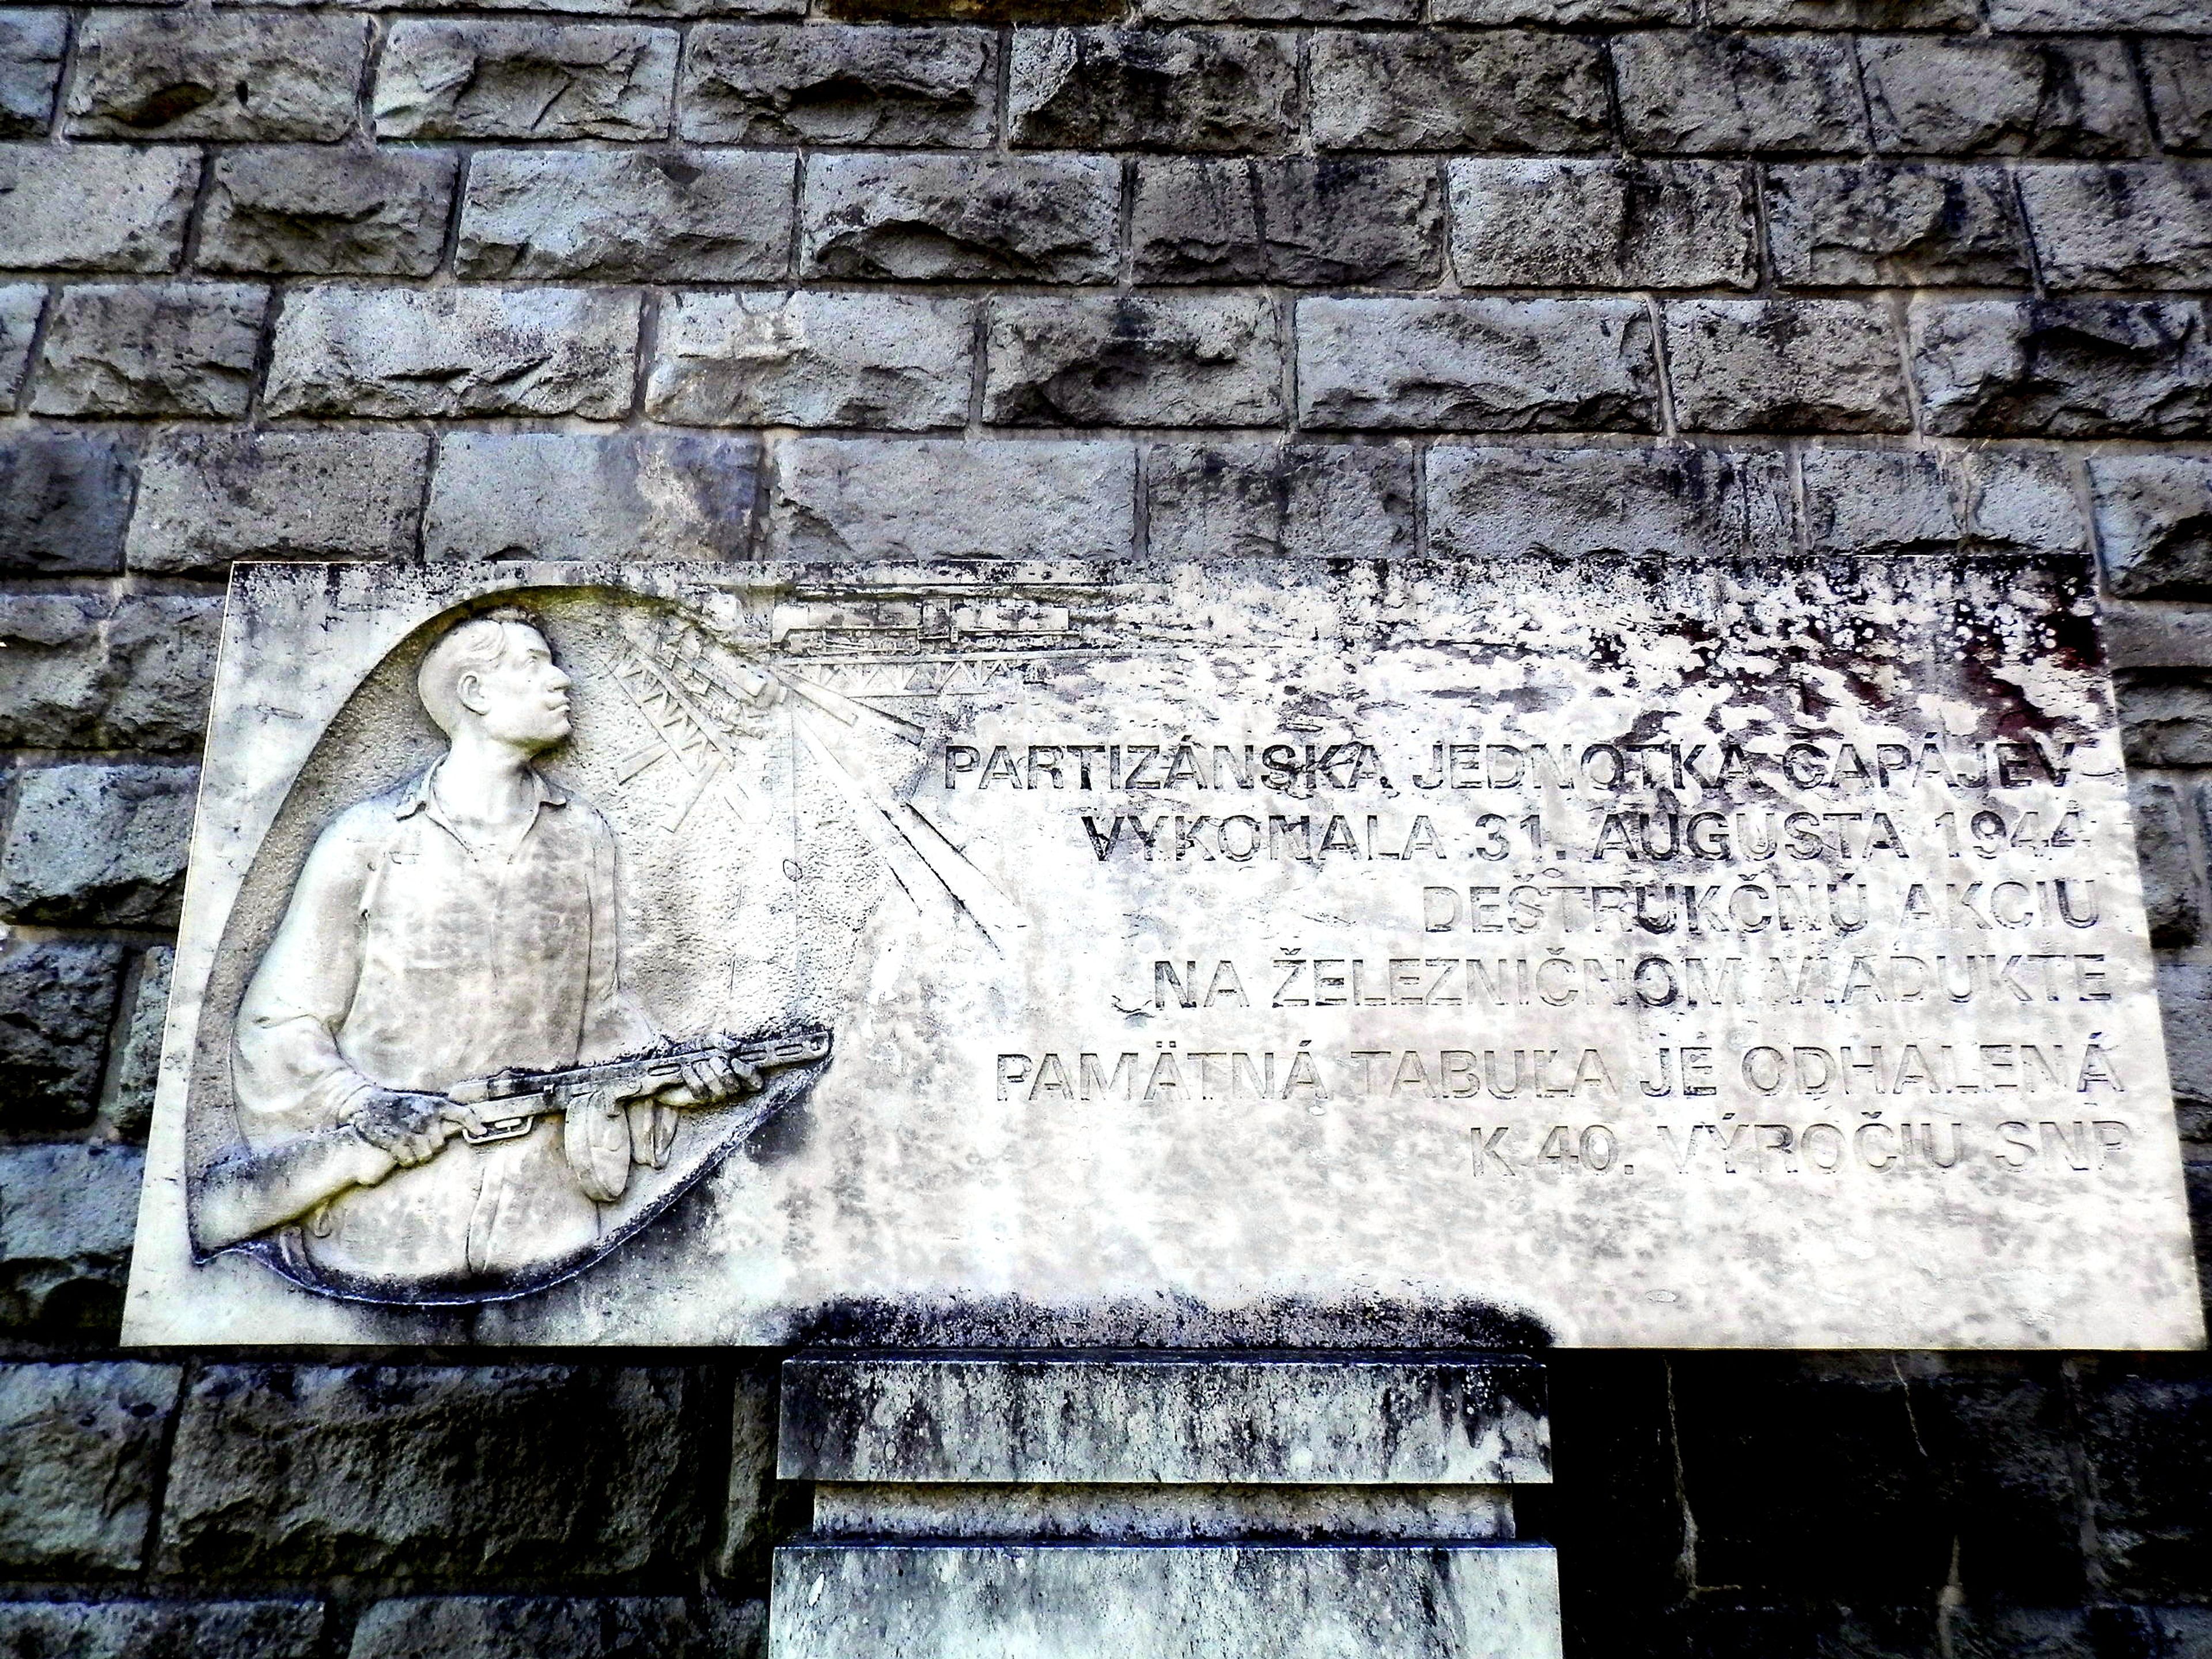 PARTIZÁNSKA JEDNOTKA ČAPÁJEV
VYKONALA 31. AUGUSTA 1944
DEŠTRUKČNÚ AKCIU
NA ŽELEZNIČNOM VIADUKTE
PAMÄTNÁ TABUĽA JE ODHALENÁ
K 40. VÝROČIU SNP